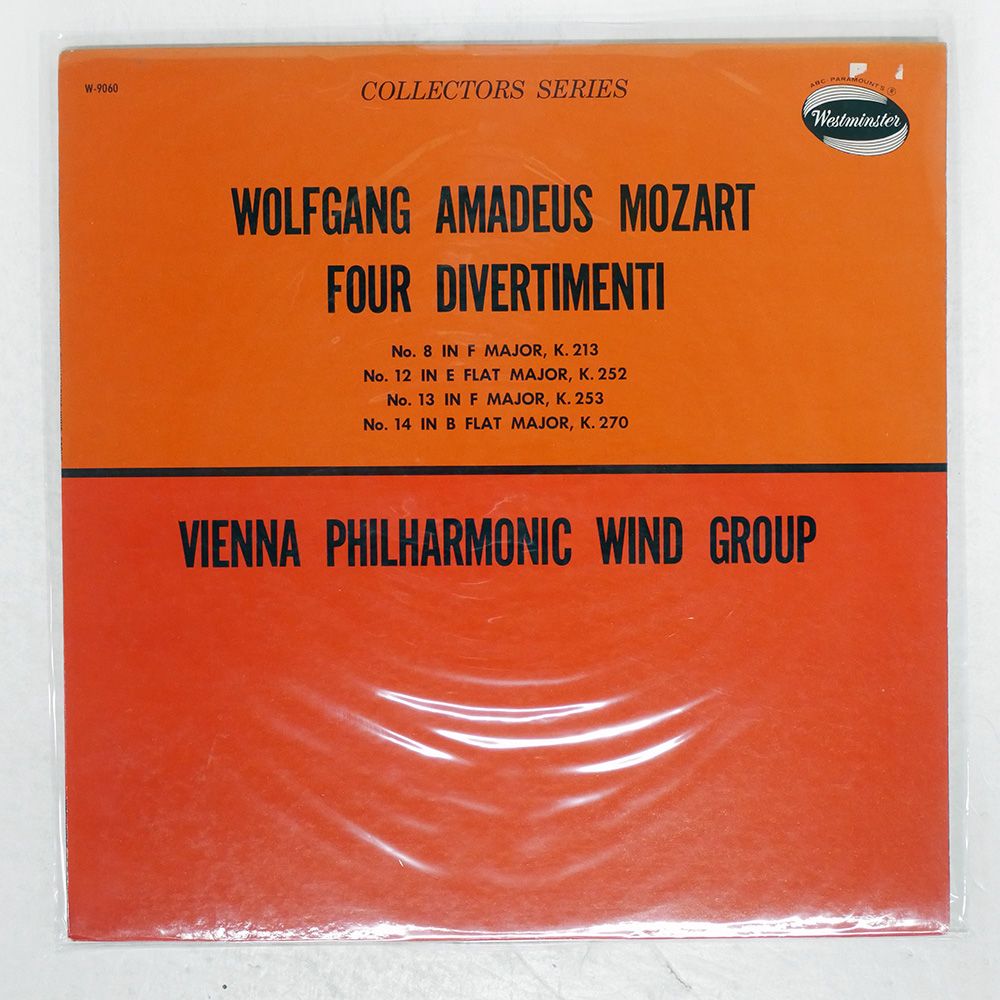 W-9060
COLLECTORS SERIES
ABC-PARAMOUNT'S ®
Westminster
WOLFGANG AMADEUS MOZART
FOUR DIVERTIMENTI
No. 8 IN F MAJOR, K. 213
No. 12 IN E FLAT MAJOR, K. 252
No. 13 IN F MAJOR, K. 253
No. 14 IN B FLAT MAJOR, K. 270
VIENNA PHILHARMONIC WIND GROUP